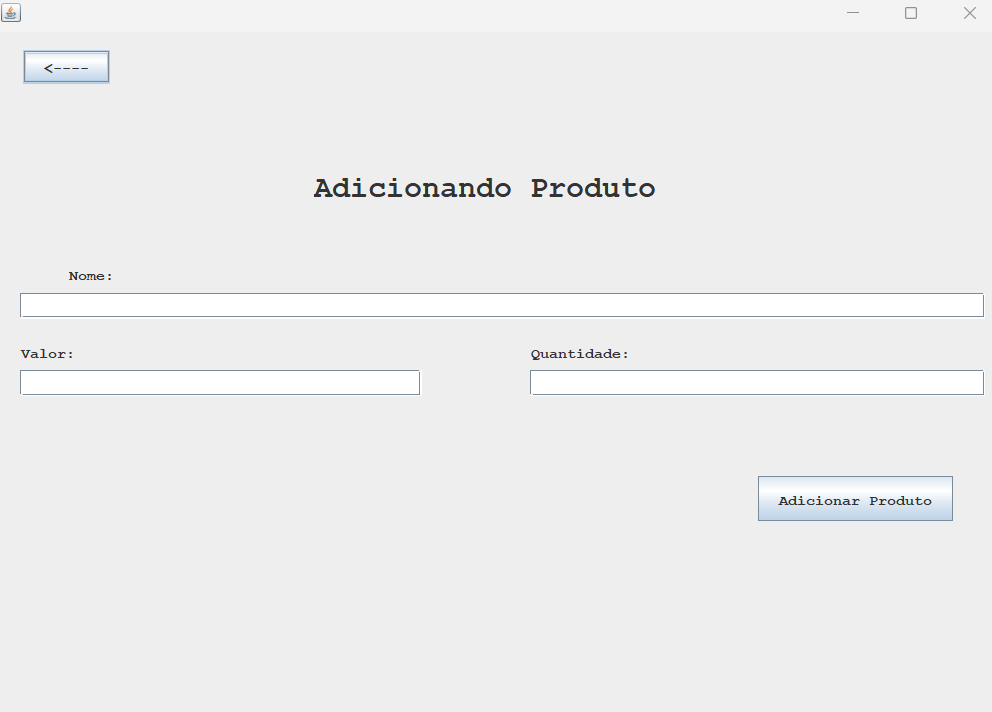 <----
Adicionando Produto
Nome:
Valor:
Quantidade:
Adicionar Produto